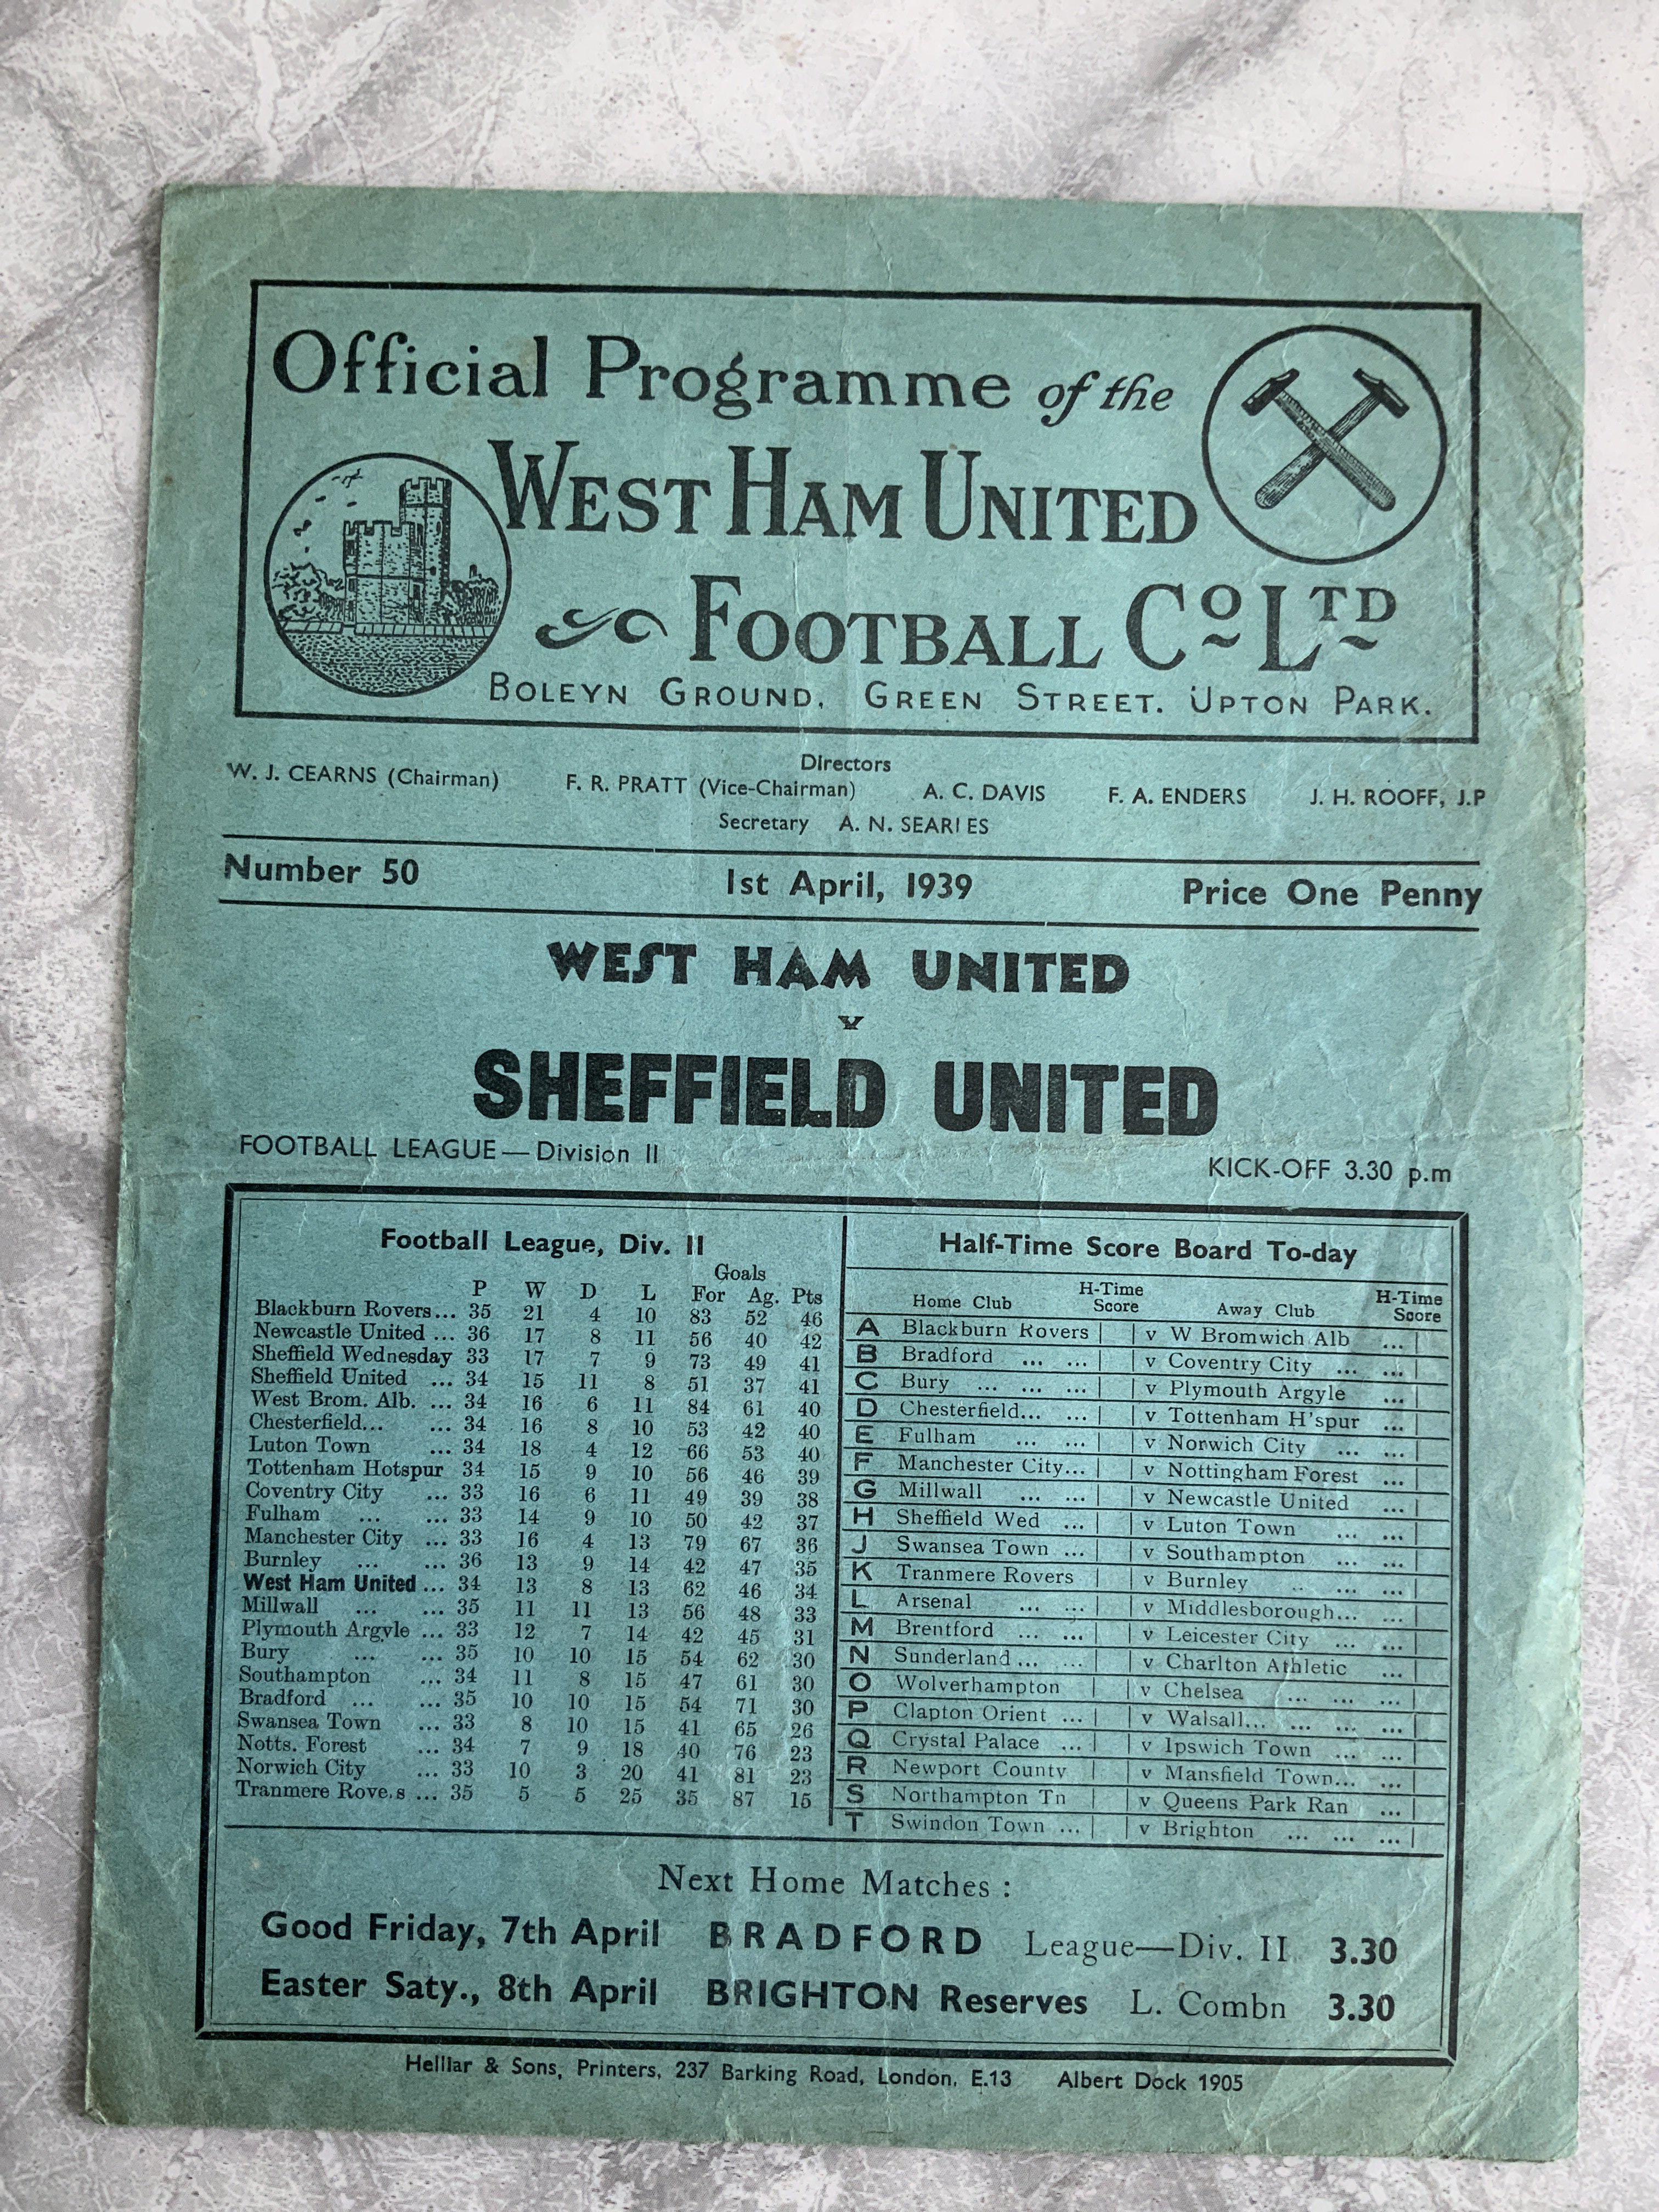 Official Programme of the
WEST HAM UNITED
FOOTBALL CO LTD
BOLEYN GROUND, GREEN STREET. UPTON PARK.
Directors
W. J. CEARNS (Chairman) F. R. PRATT (Vice-Chairman) A. C. DAVIS F. A. ENDERS J. H. ROOFF, J.P
Secretary A. N. SEARLES
Number 50 1st April, 1939 Price One Penny
WEST HAM UNITED
v
SHEFFIELD UNITED
FOOTBALL LEAGUE — Division II KICK-OFF 3.30 p.m
Football League, Div. II
Goals
P W D L For Ag. Pts
Blackburn Rovers... 35 21 4 10 83 52 46
Newcastle United ... 36 17 8 11 56 40 42
Sheffield Wednesday 33 17 7 9 73 49 41
Sheffield United ... 34 15 11 8 51 37 41
West Brom. Alb. ... 34 16 6 11 84 61 40
Chesterfield... ... 34 16 8 10 53 42 40
Luton Town ... 34 18 4 12 66 53 40
Tottenham Hotspur 34 15 9 10 56 46 39
Coventry City ... 33 16 6 11 49 39 38
Fulham ... ... 33 14 9 10 50 42 37
Manchester City ... 33 16 4 13 79 67 36
Burnley ... ... 36 13 9 14 42 47 35
West Ham United ... 34 13 8 13 62 46 34
Millwall ... ... 35 11 11 13 56 48 33
Plymouth Argyle ... 33 12 7 14 42 45 31
Bury ... ... 35 10 10 15 54 62 30
Southampton ... 34 11 8 15 47 61 30
Bradford ... ... 35 10 10 15 54 71 30
Swansea Town ... 33 8 10 15 41 65 26
Notts. Forest ... 34 7 9 18 40 76 23
Norwich City ... 33 10 3 20 41 81 23
Tranmere Rove.s ... 35 5 5 25 35 87 15
Half-Time Score Board To-day
Home Club H-Time Score Away Club H-Time Score
A Blackburn Rovers v W Bromwich Alb ...
B Bradford ... ... v Coventry City ... ...
C Bury ... ... ... v Plymouth Argyle ...
D Chesterfield... ... v Tottenham H'spur ...
E Fulham ... ... v Norwich City ... ...
F Manchester City... v Nottingham Forest ...
G Millwall ... ... v Newcastle United ...
H Sheffield Wed ... v Luton Town ... ...
J Swansea Town ... v Southampton ... ...
K Tranmere Rovers v Burnley .. ... ...
L Arsenal ... ... v Middlesborough... ...
M Brentford ... ... v Leicester City ... ...
N Sunderland ... ... v Charlton Athletic ...
O Wolverhampton v Chelsea ... ... ...
P Clapton Orient ... v Walsall... ... ... ...
Q Crystal Palace ... v Ipswich Town ... ...
R Newport County v Mansfield Town... ...
S Northampton Tn v Queens Park Ran ...
T Swindon Town ... v Brighton ... ... ...
Next Home Matches :
Good Friday, 7th April BRADFORD League—Div. II 3.30
Easter Saty., 8th April BRIGHTON Reserves L. Combn 3.30
Helliar & Sons, Printers, 237 Barking Road, London, E.13 Albert Dock 1905